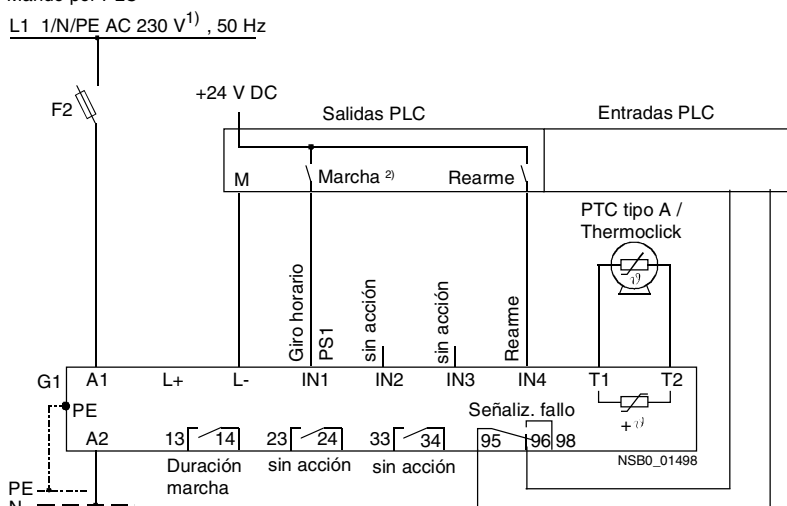 L1 1/N/PE AC 230 V1) , 50 Hz
F2
+24 V DC
Salidas PLC
Entradas PLC
M
Marcha 2)
Rearme
PTC tipo A /
Thermoclick
ϑ
Giro horario
PS1
sin acción
sin acción
Rearme
G1
A1 L+ L- IN1 IN2 IN3 IN4 T1 T2
PE
Señaliz. fallo
+ϑ
A2 13 14 23 24 33 34 95 96 98
Duración
marcha
sin acción
sin acción
NSB0_01498
PE
N